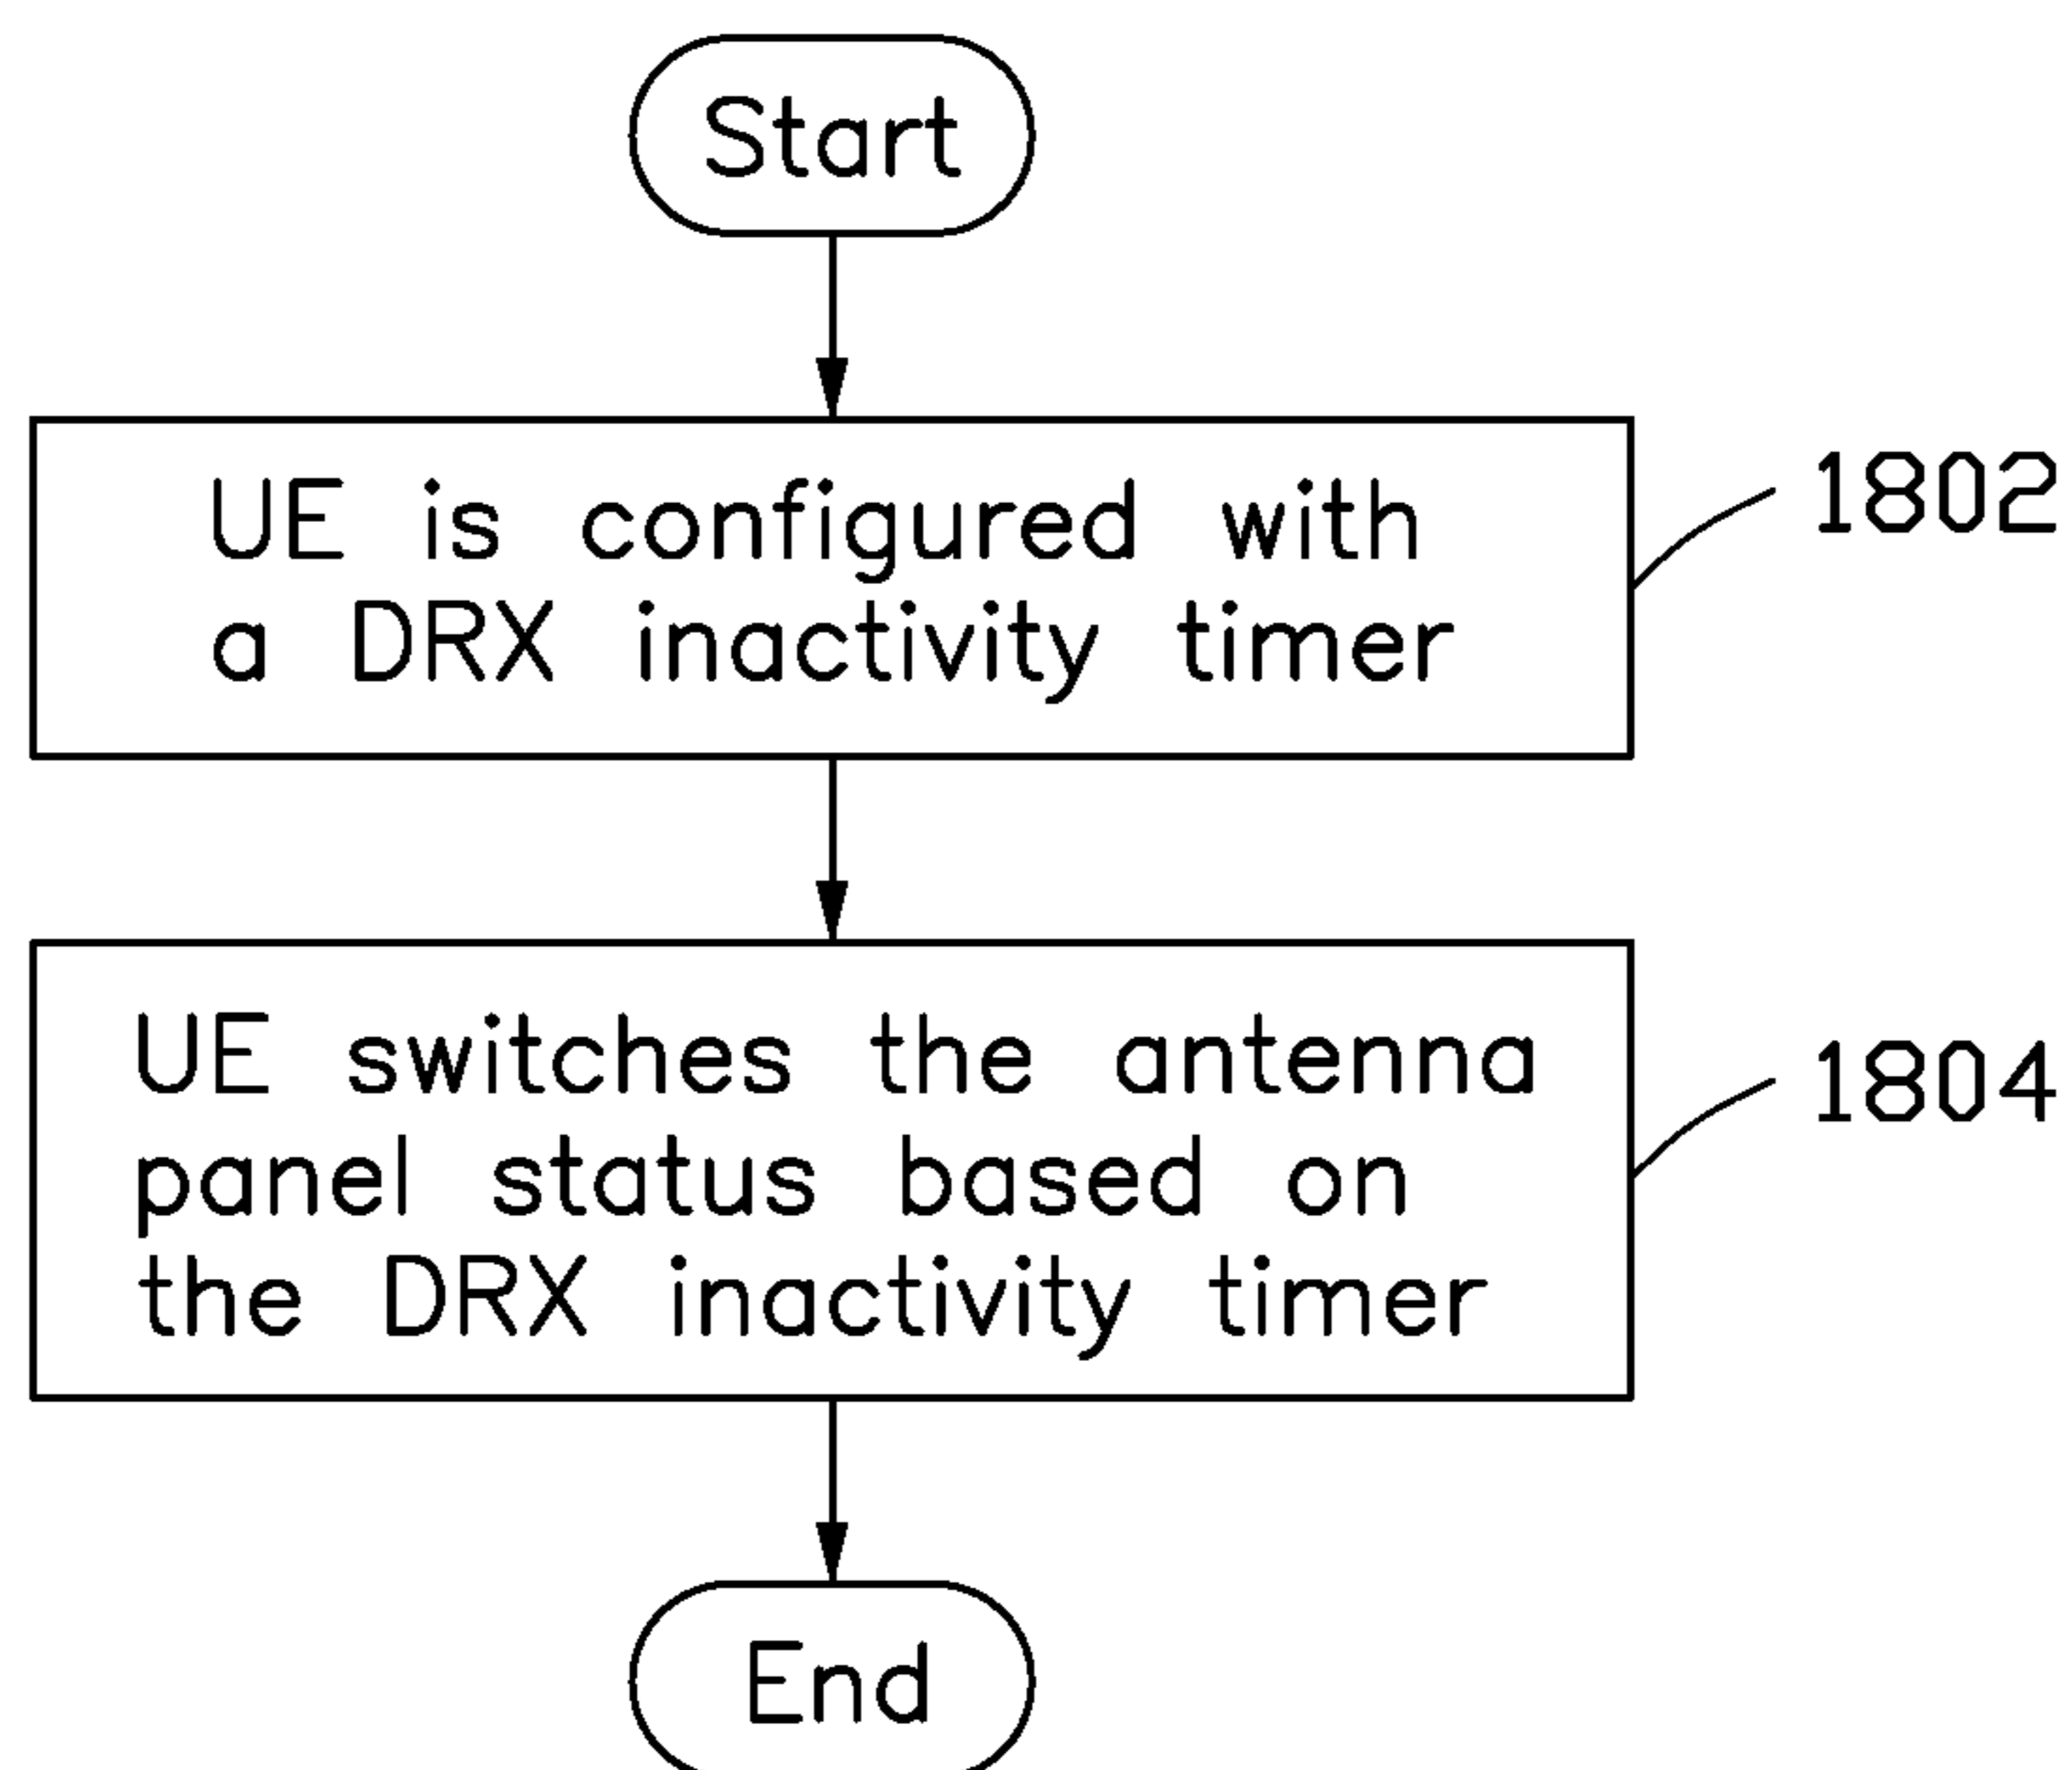 Start
UE is configured with
a DRX inactivity timer
1802
UE switches the antenna
panel status based on
the DRX inactivity timer
1804
End